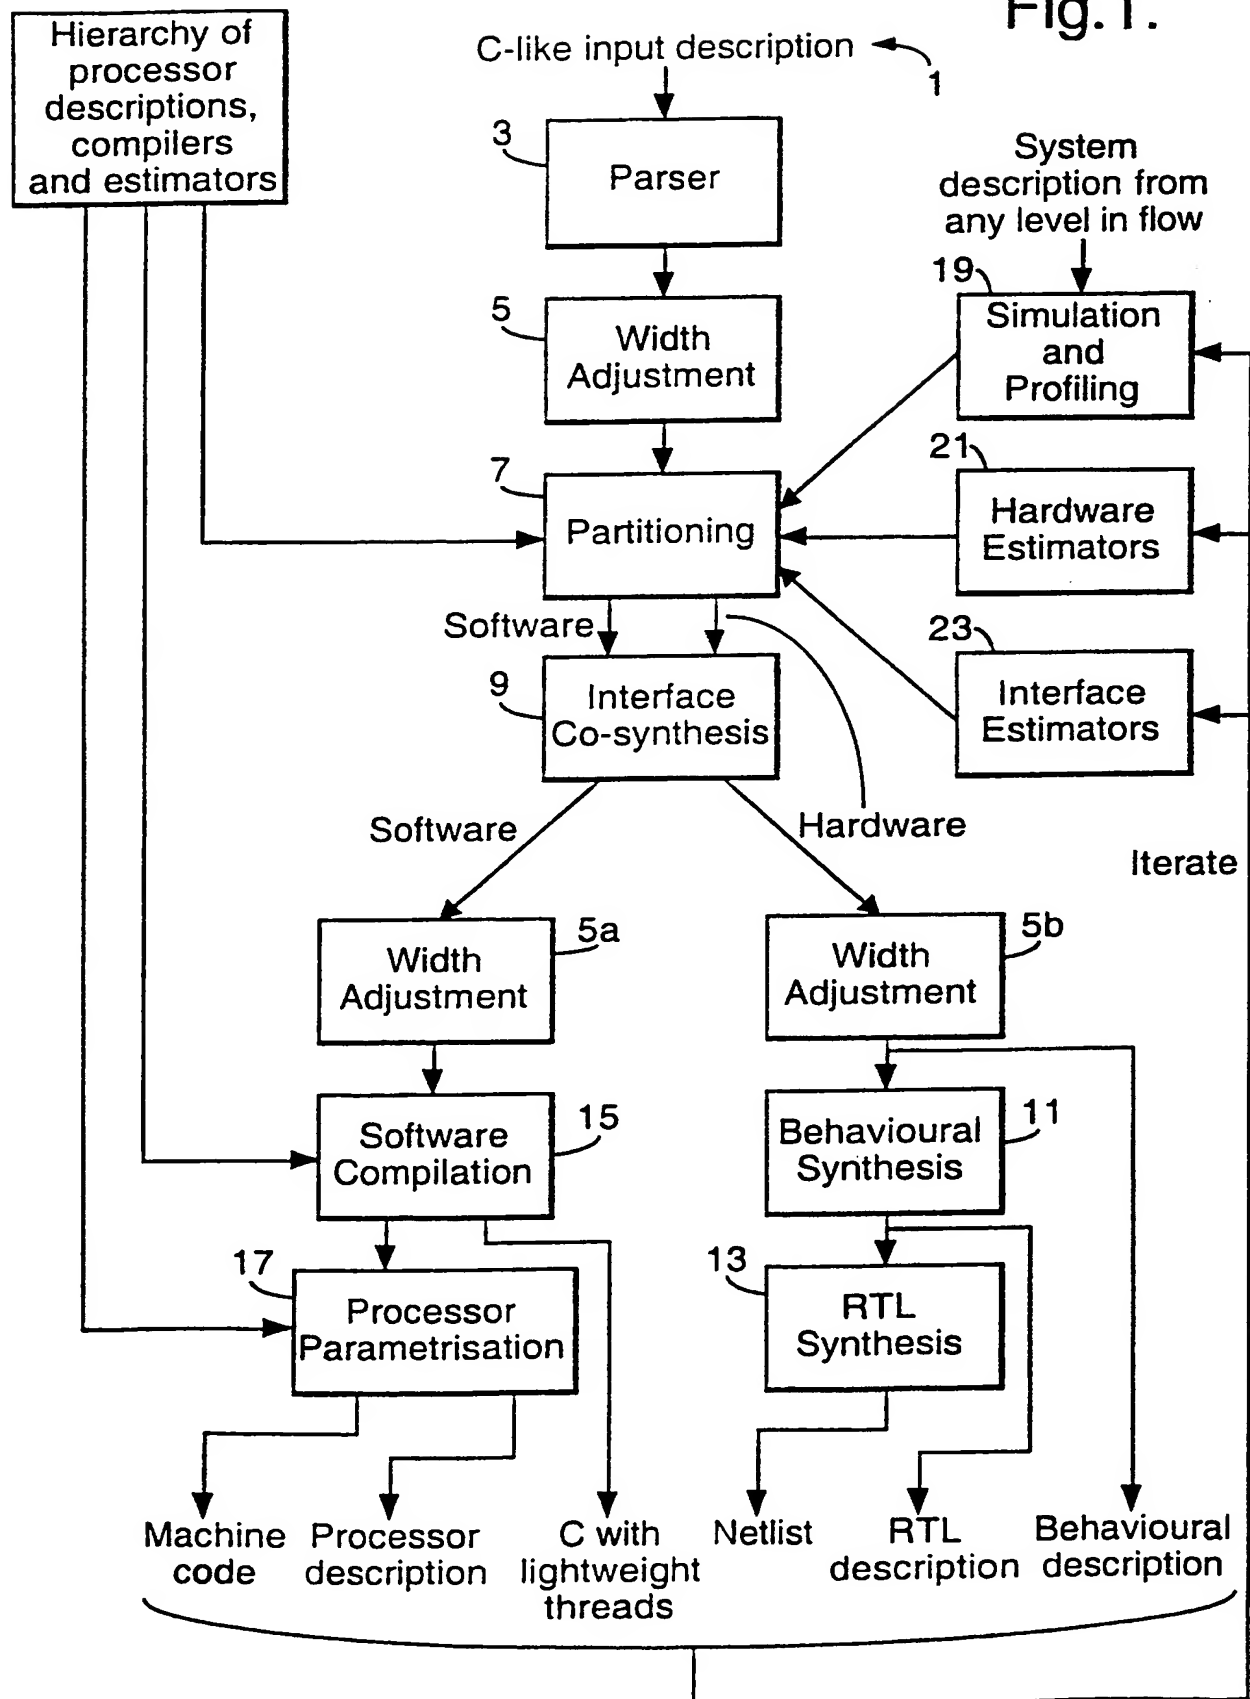 Fig.1.
Hierarchy of
processor
descriptions,
compilers
and estimators
C-like input description
1
3
Parser
System
description from
any level in flow
5
Width
Adjustment
19
Simulation
and
Profiling
7
Partitioning
21
Hardware
Estimators
Software
9
Interface
Co-synthesis
23
Interface
Estimators
Software
Hardware
Iterate
5a
Width
Adjustment
5b
Width
Adjustment
15
Software
Compilation
11
Behavioural
Synthesis
17
Processor
Parametrisation
13
RTL
Synthesis
Machine
code
Processor
description
C with
lightweight
threads
Netlist
RTL
description
Behavioural
description